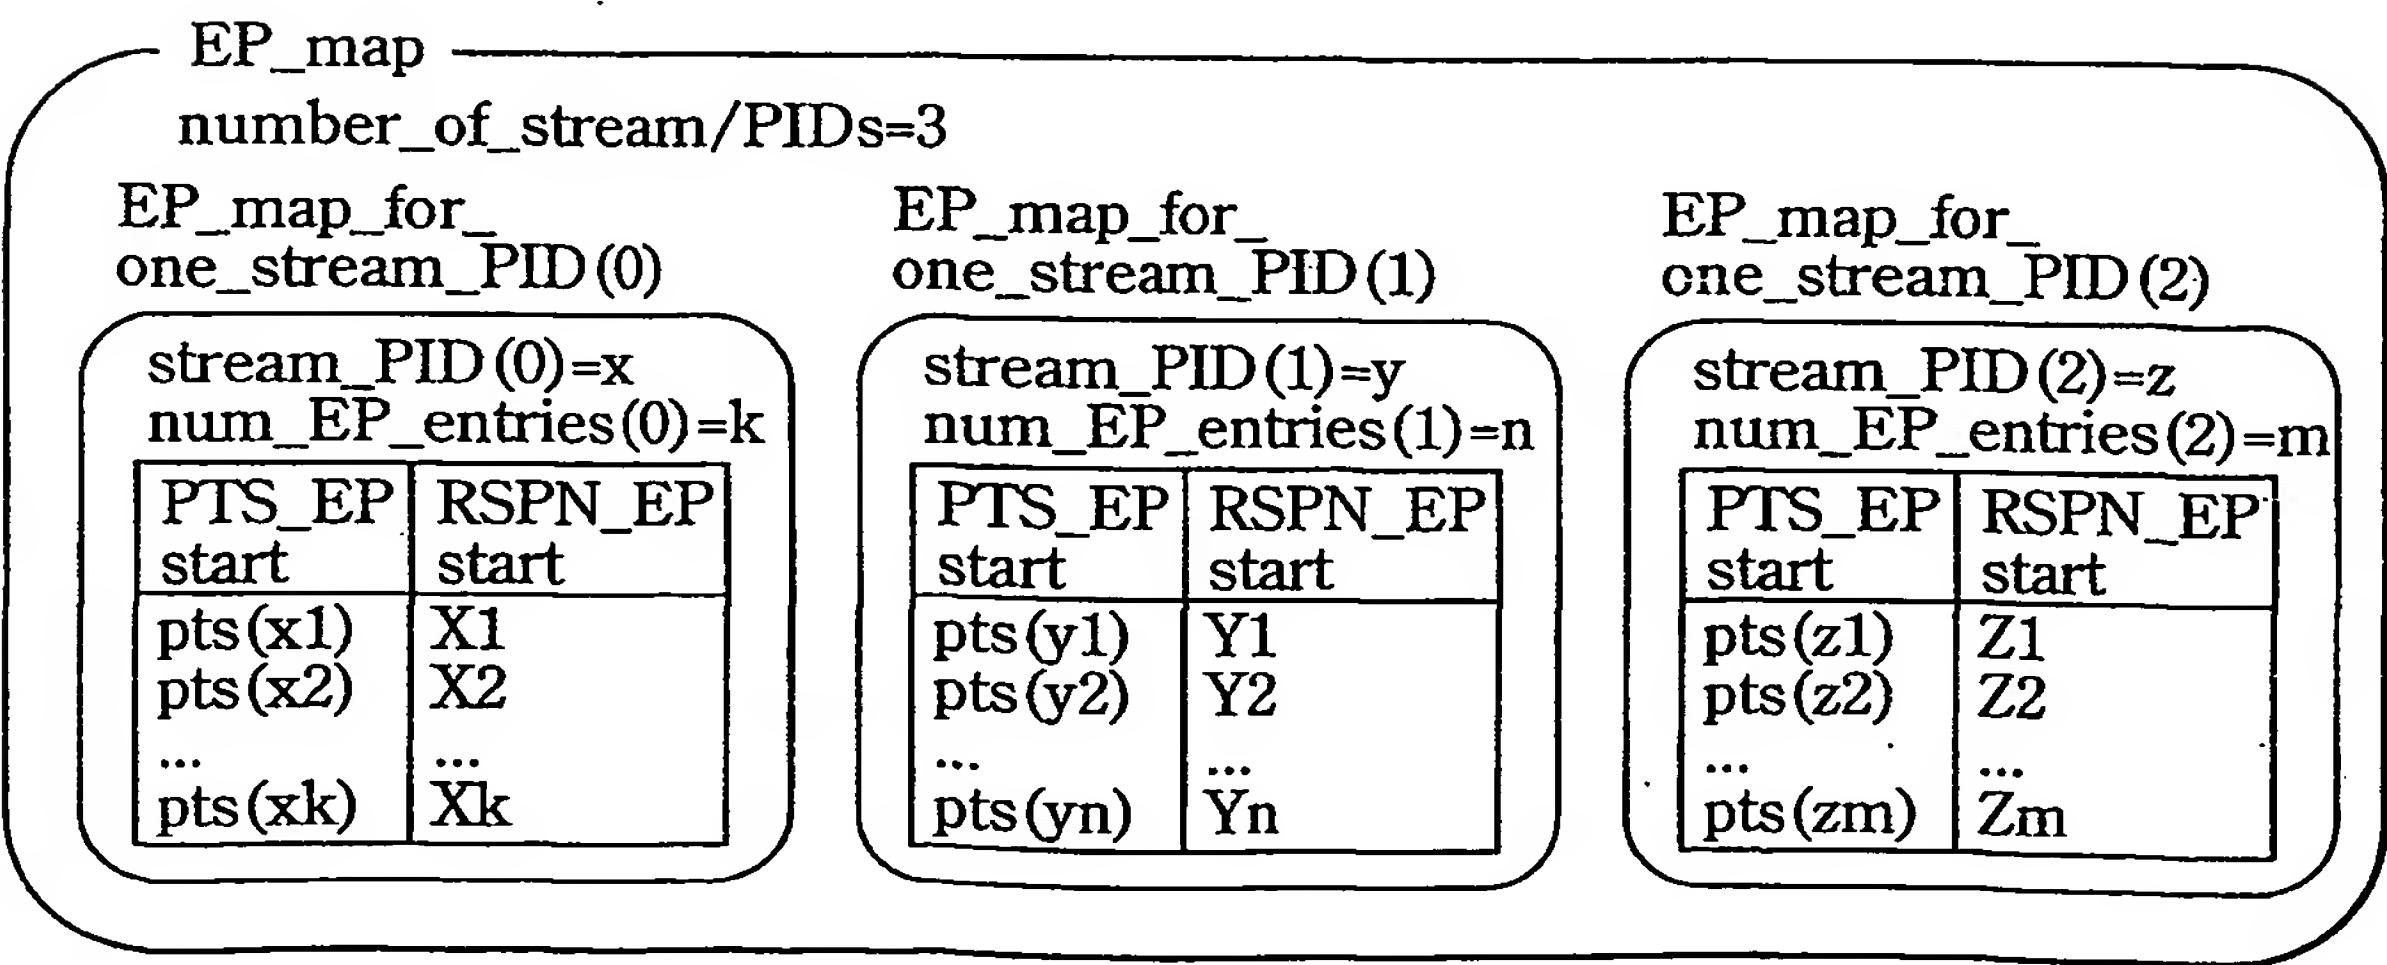 EP_map
number_of_stream/PIDs=3
EP_map_for_
one_stream_PID(0)
stream_PID(0)=x
num_EP_entries(0)=k
PTS_EP RSPN_EP
start start
pts(x1) X1
pts(x2) X2
... ...
pts(xk) Xk
EP_map_for_
one_stream_PID(1)
stream_PID(1)=y
num_EP_entries(1)=n
PTS_EP RSPN_EP
start start
pts(y1) Y1
pts(y2) Y2
... ...
pts(yn) Yn
EP_map_for_
one_stream_PID(2)
stream_PID(2)=z
num_EP_entries(2)=m
PTS_EP RSPN_EP
start start
pts(z1) Z1
pts(z2) Z2
... ...
pts(zm) Zm